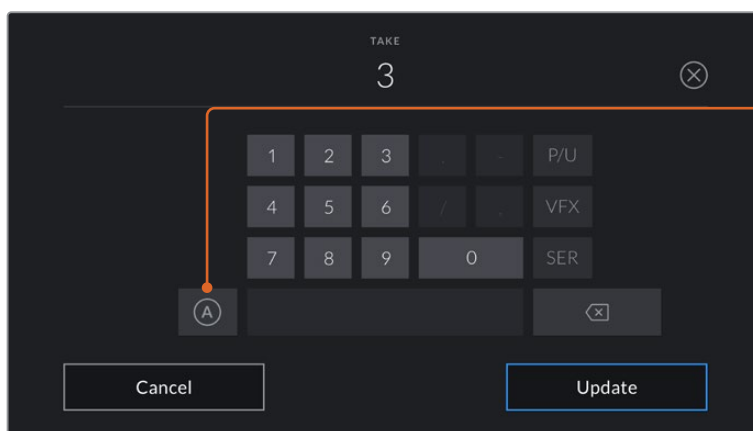 TAKE
3
1 2 3 . - P/U
4 5 6 / , VFX
7 8 9 0 SER
A
Cancel Update